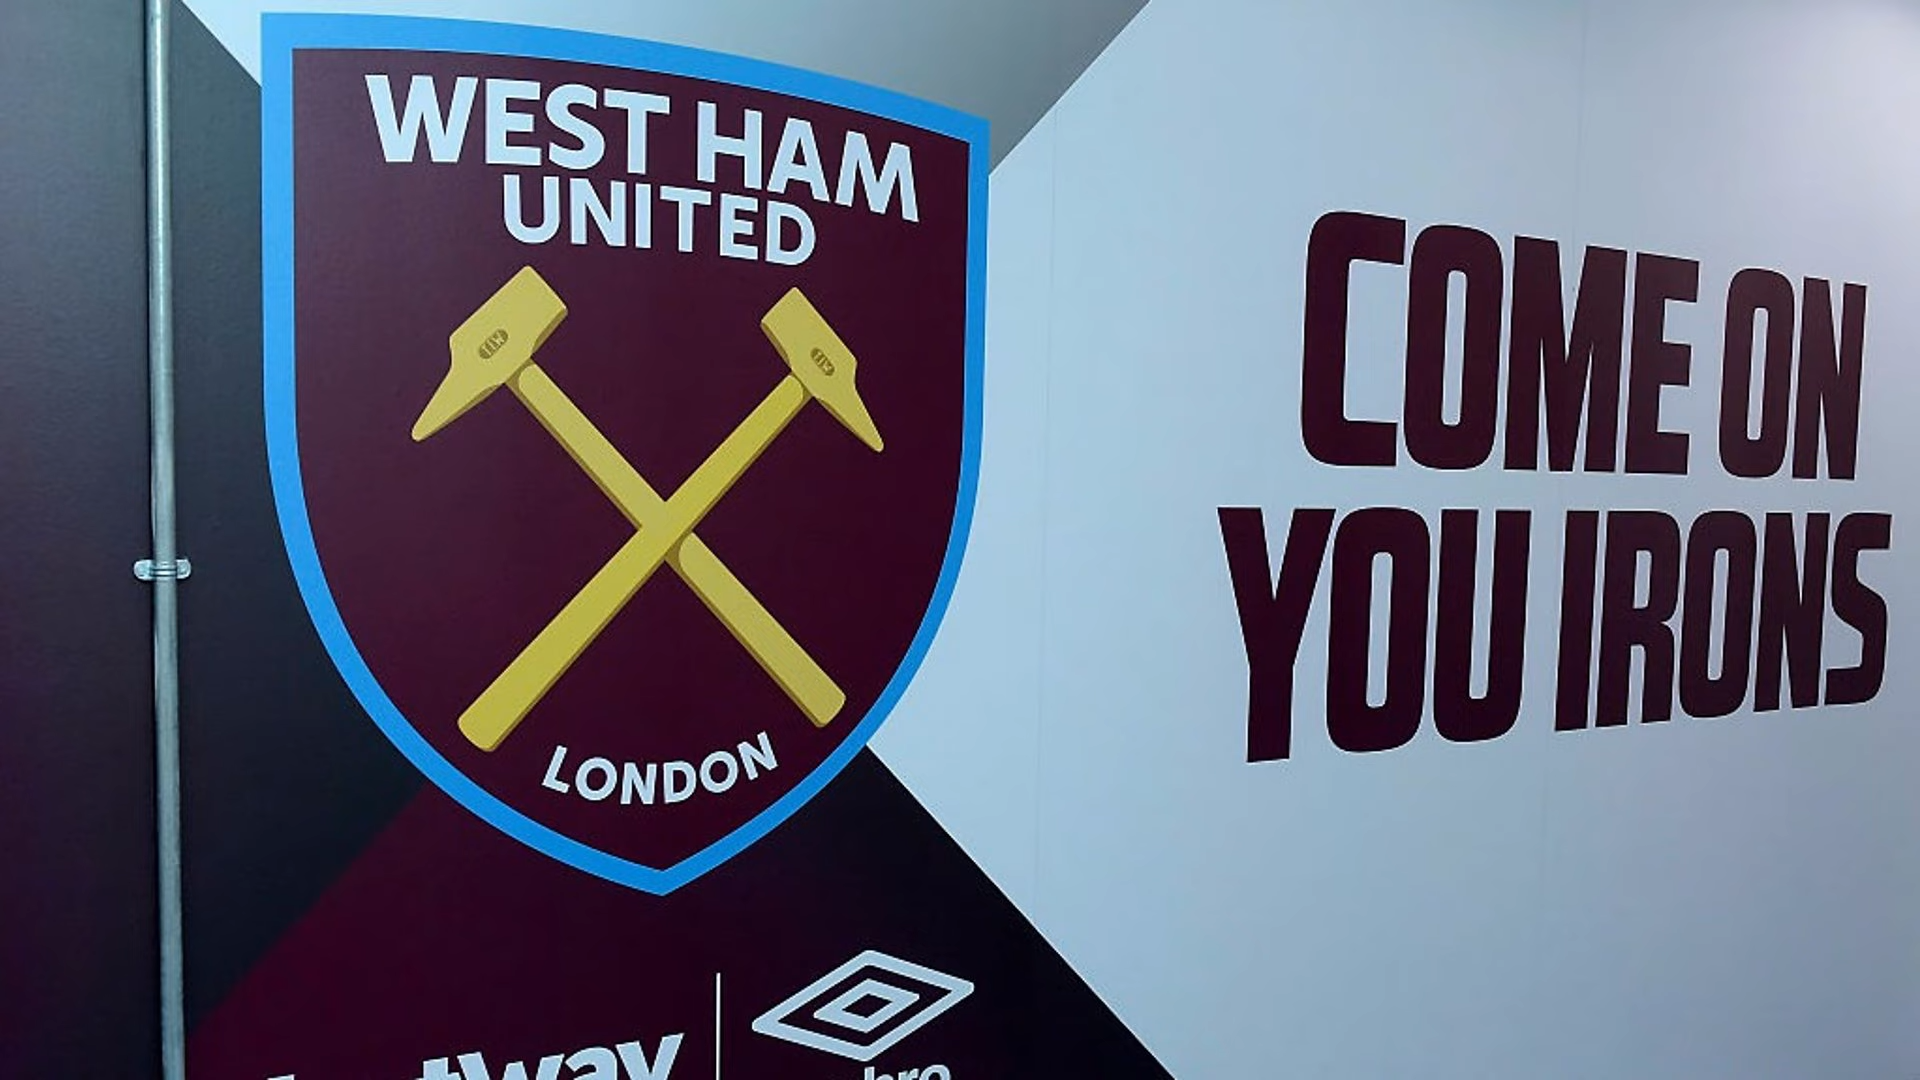 WEST HAM
UNITED
LONDON
COME ON
YOU IRONS